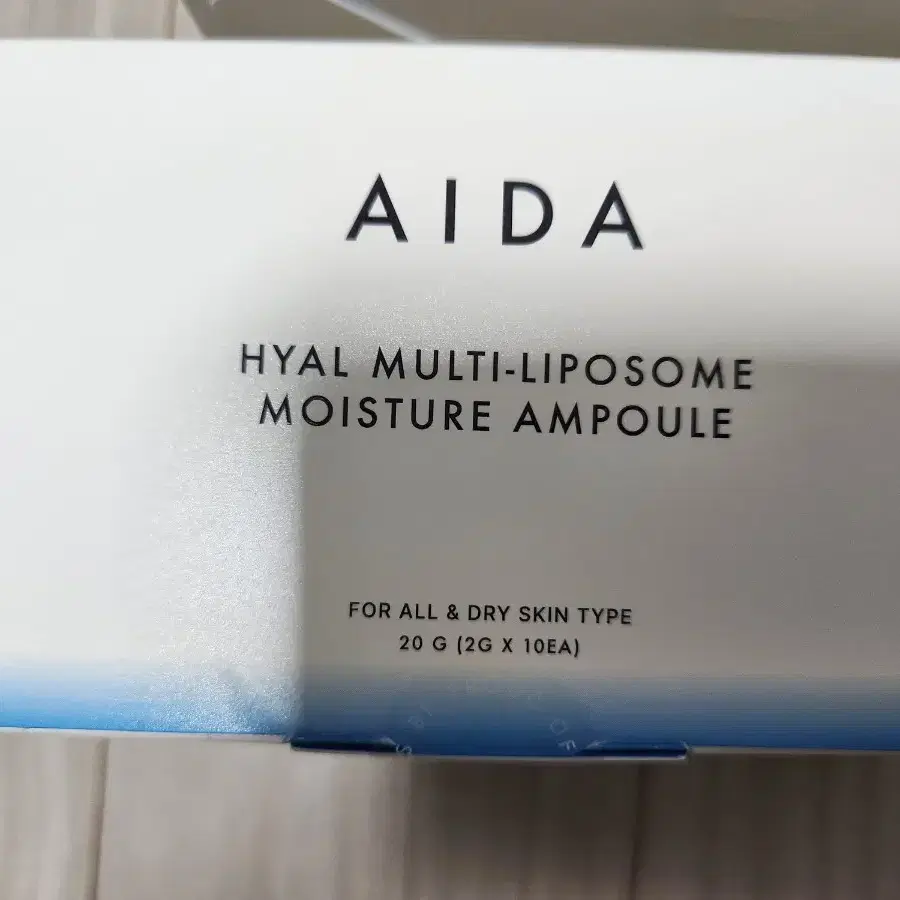 AIDA
HYAL MULTI-LIPOSOME
MOISTURE AMPOULE
FOR ALL & DRY SKIN TYPE
20 G (2G X 10EA)